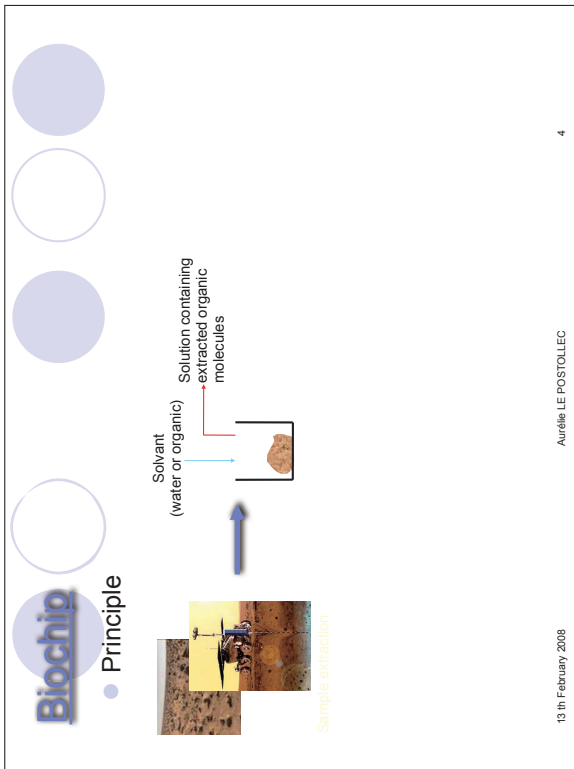 Biochip
Principle
Solvant
(water or organic)
Solution containing
extracted organic
molecules
Sample extraction
13 th February 2008
Aurélie LE POSTOLLEC
4